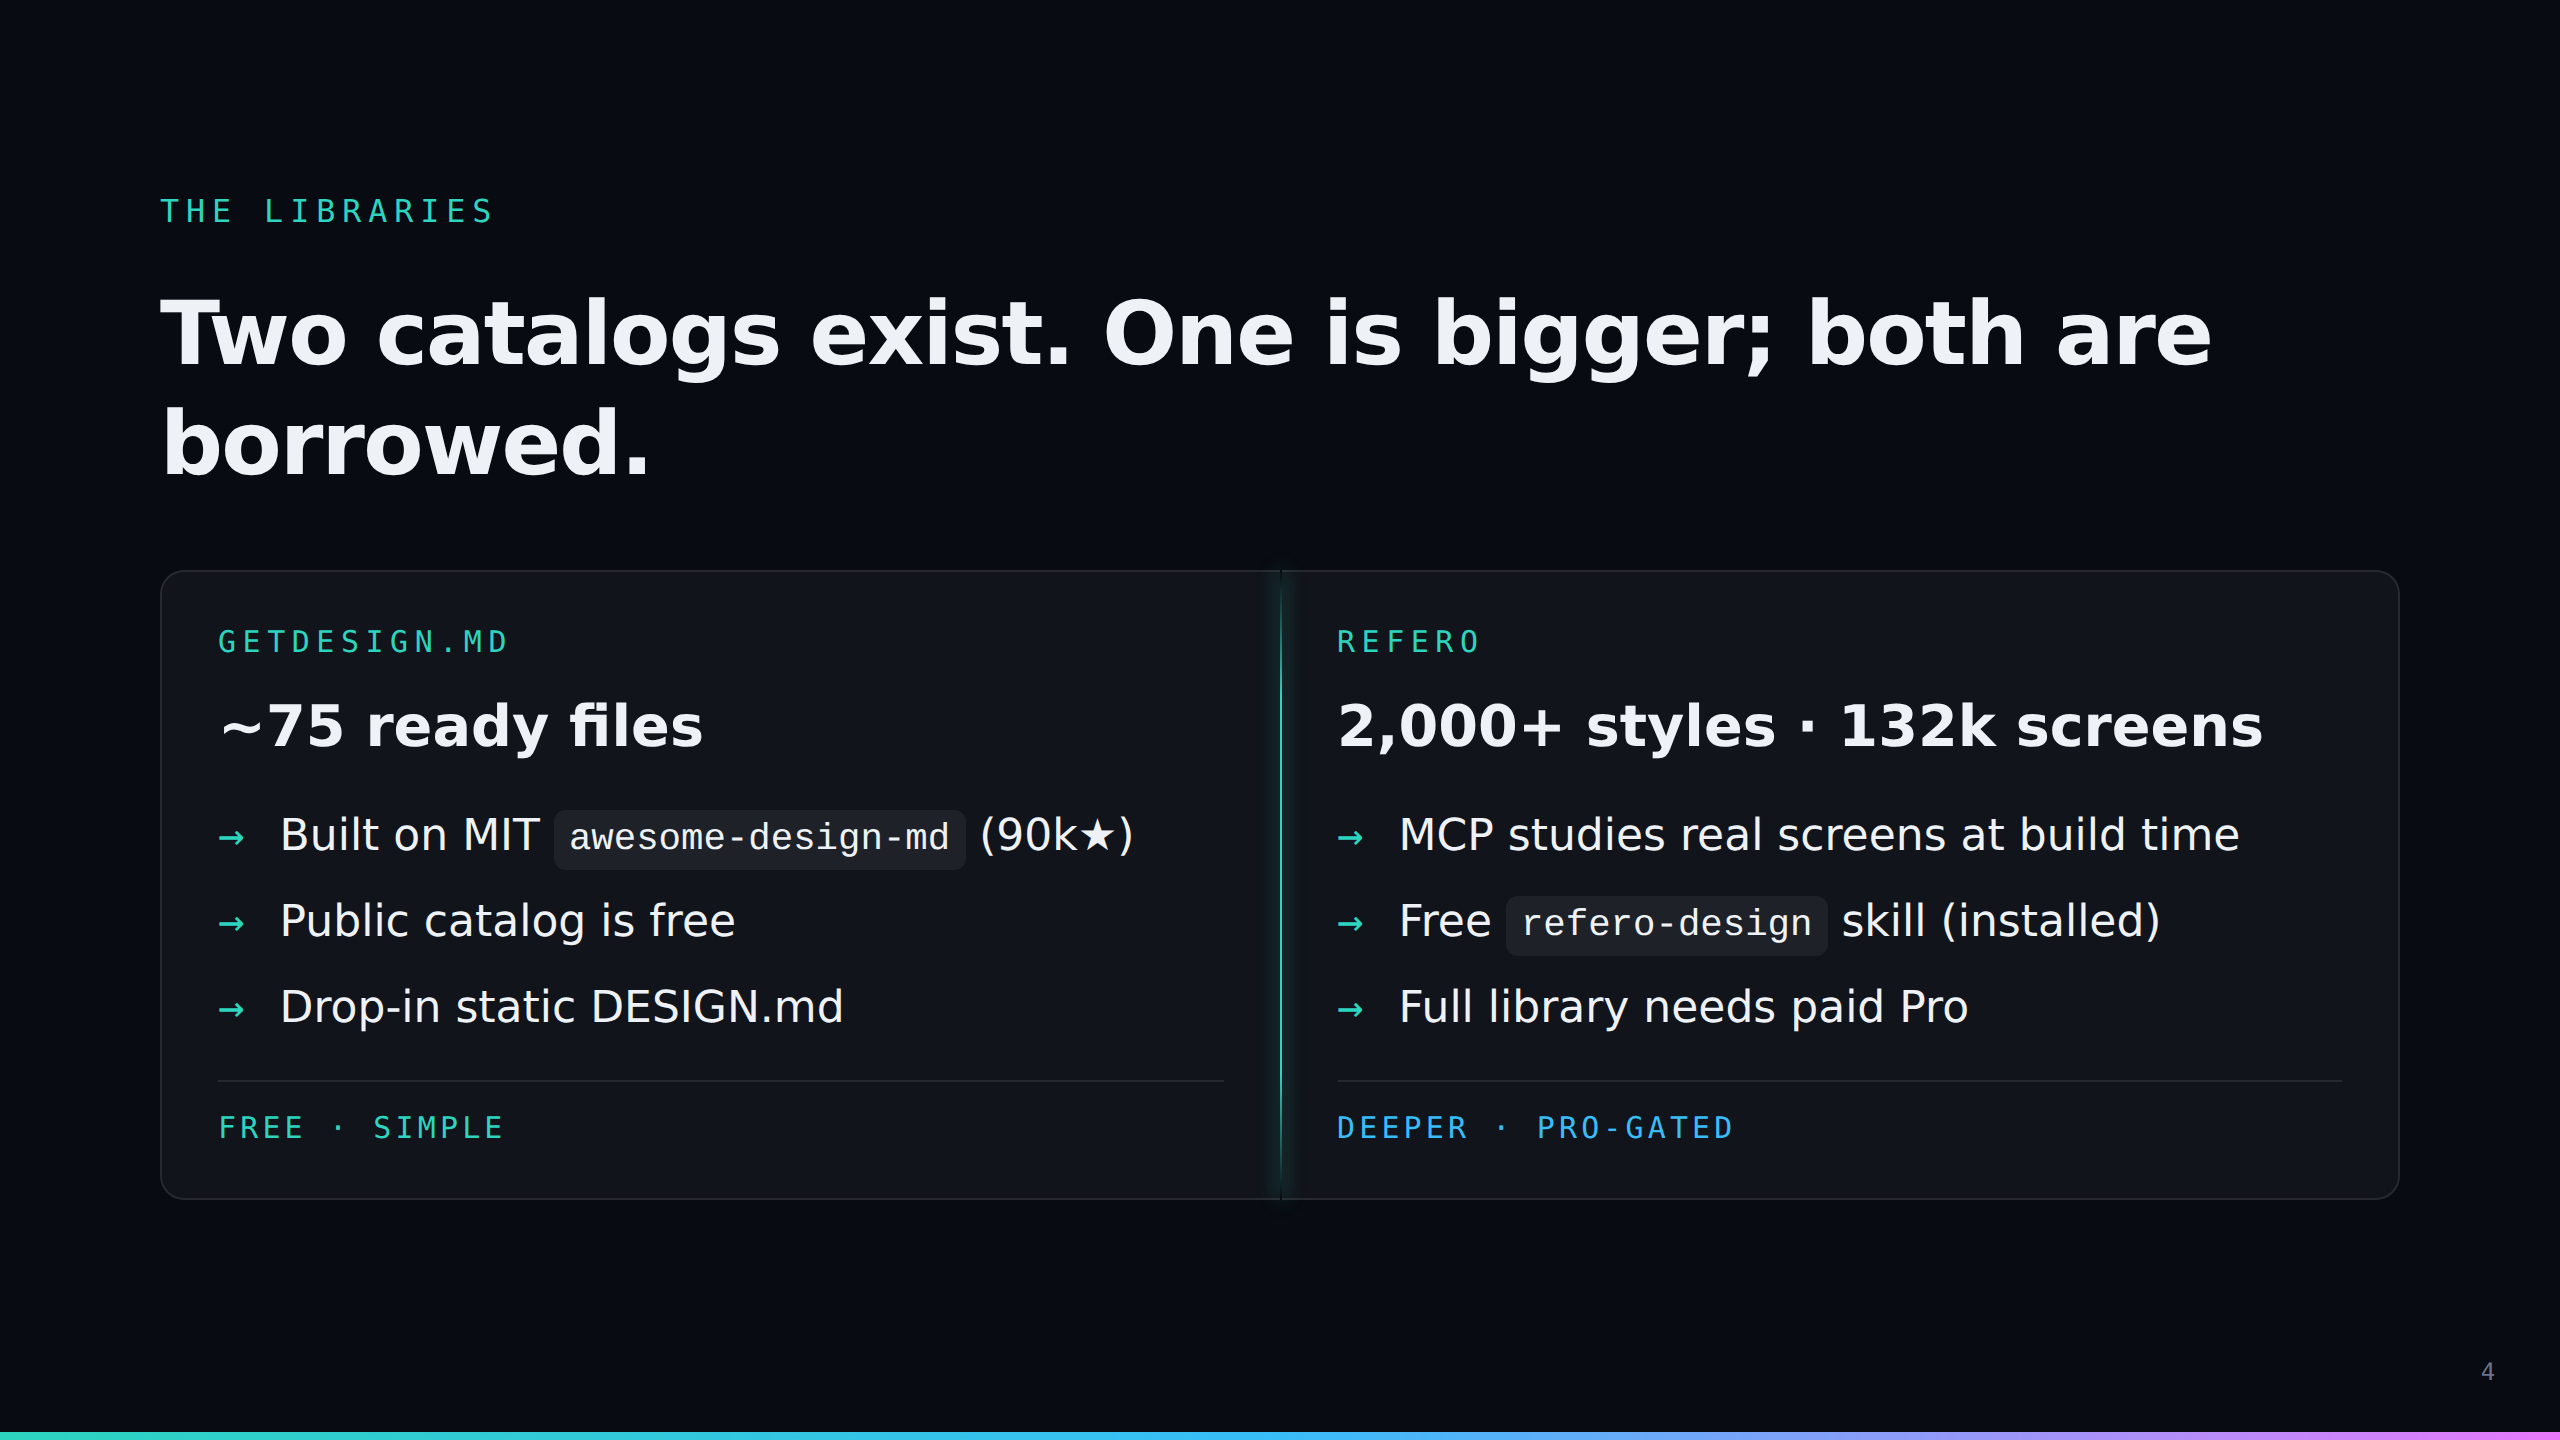 THE LIBRARIES
Two catalogs exist. One is bigger; both are
borrowed.
GETDESIGN.MD
~75 ready files
→ Built on MIT awesome-design-md (90k★)
→ Public catalog is free
→ Drop-in static DESIGN.md
FREE · SIMPLE
REFERO
2,000+ styles · 132k screens
→ MCP studies real screens at build time
→ Free refero-design skill (installed)
→ Full library needs paid Pro
DEEPER · PRO-GATED
4